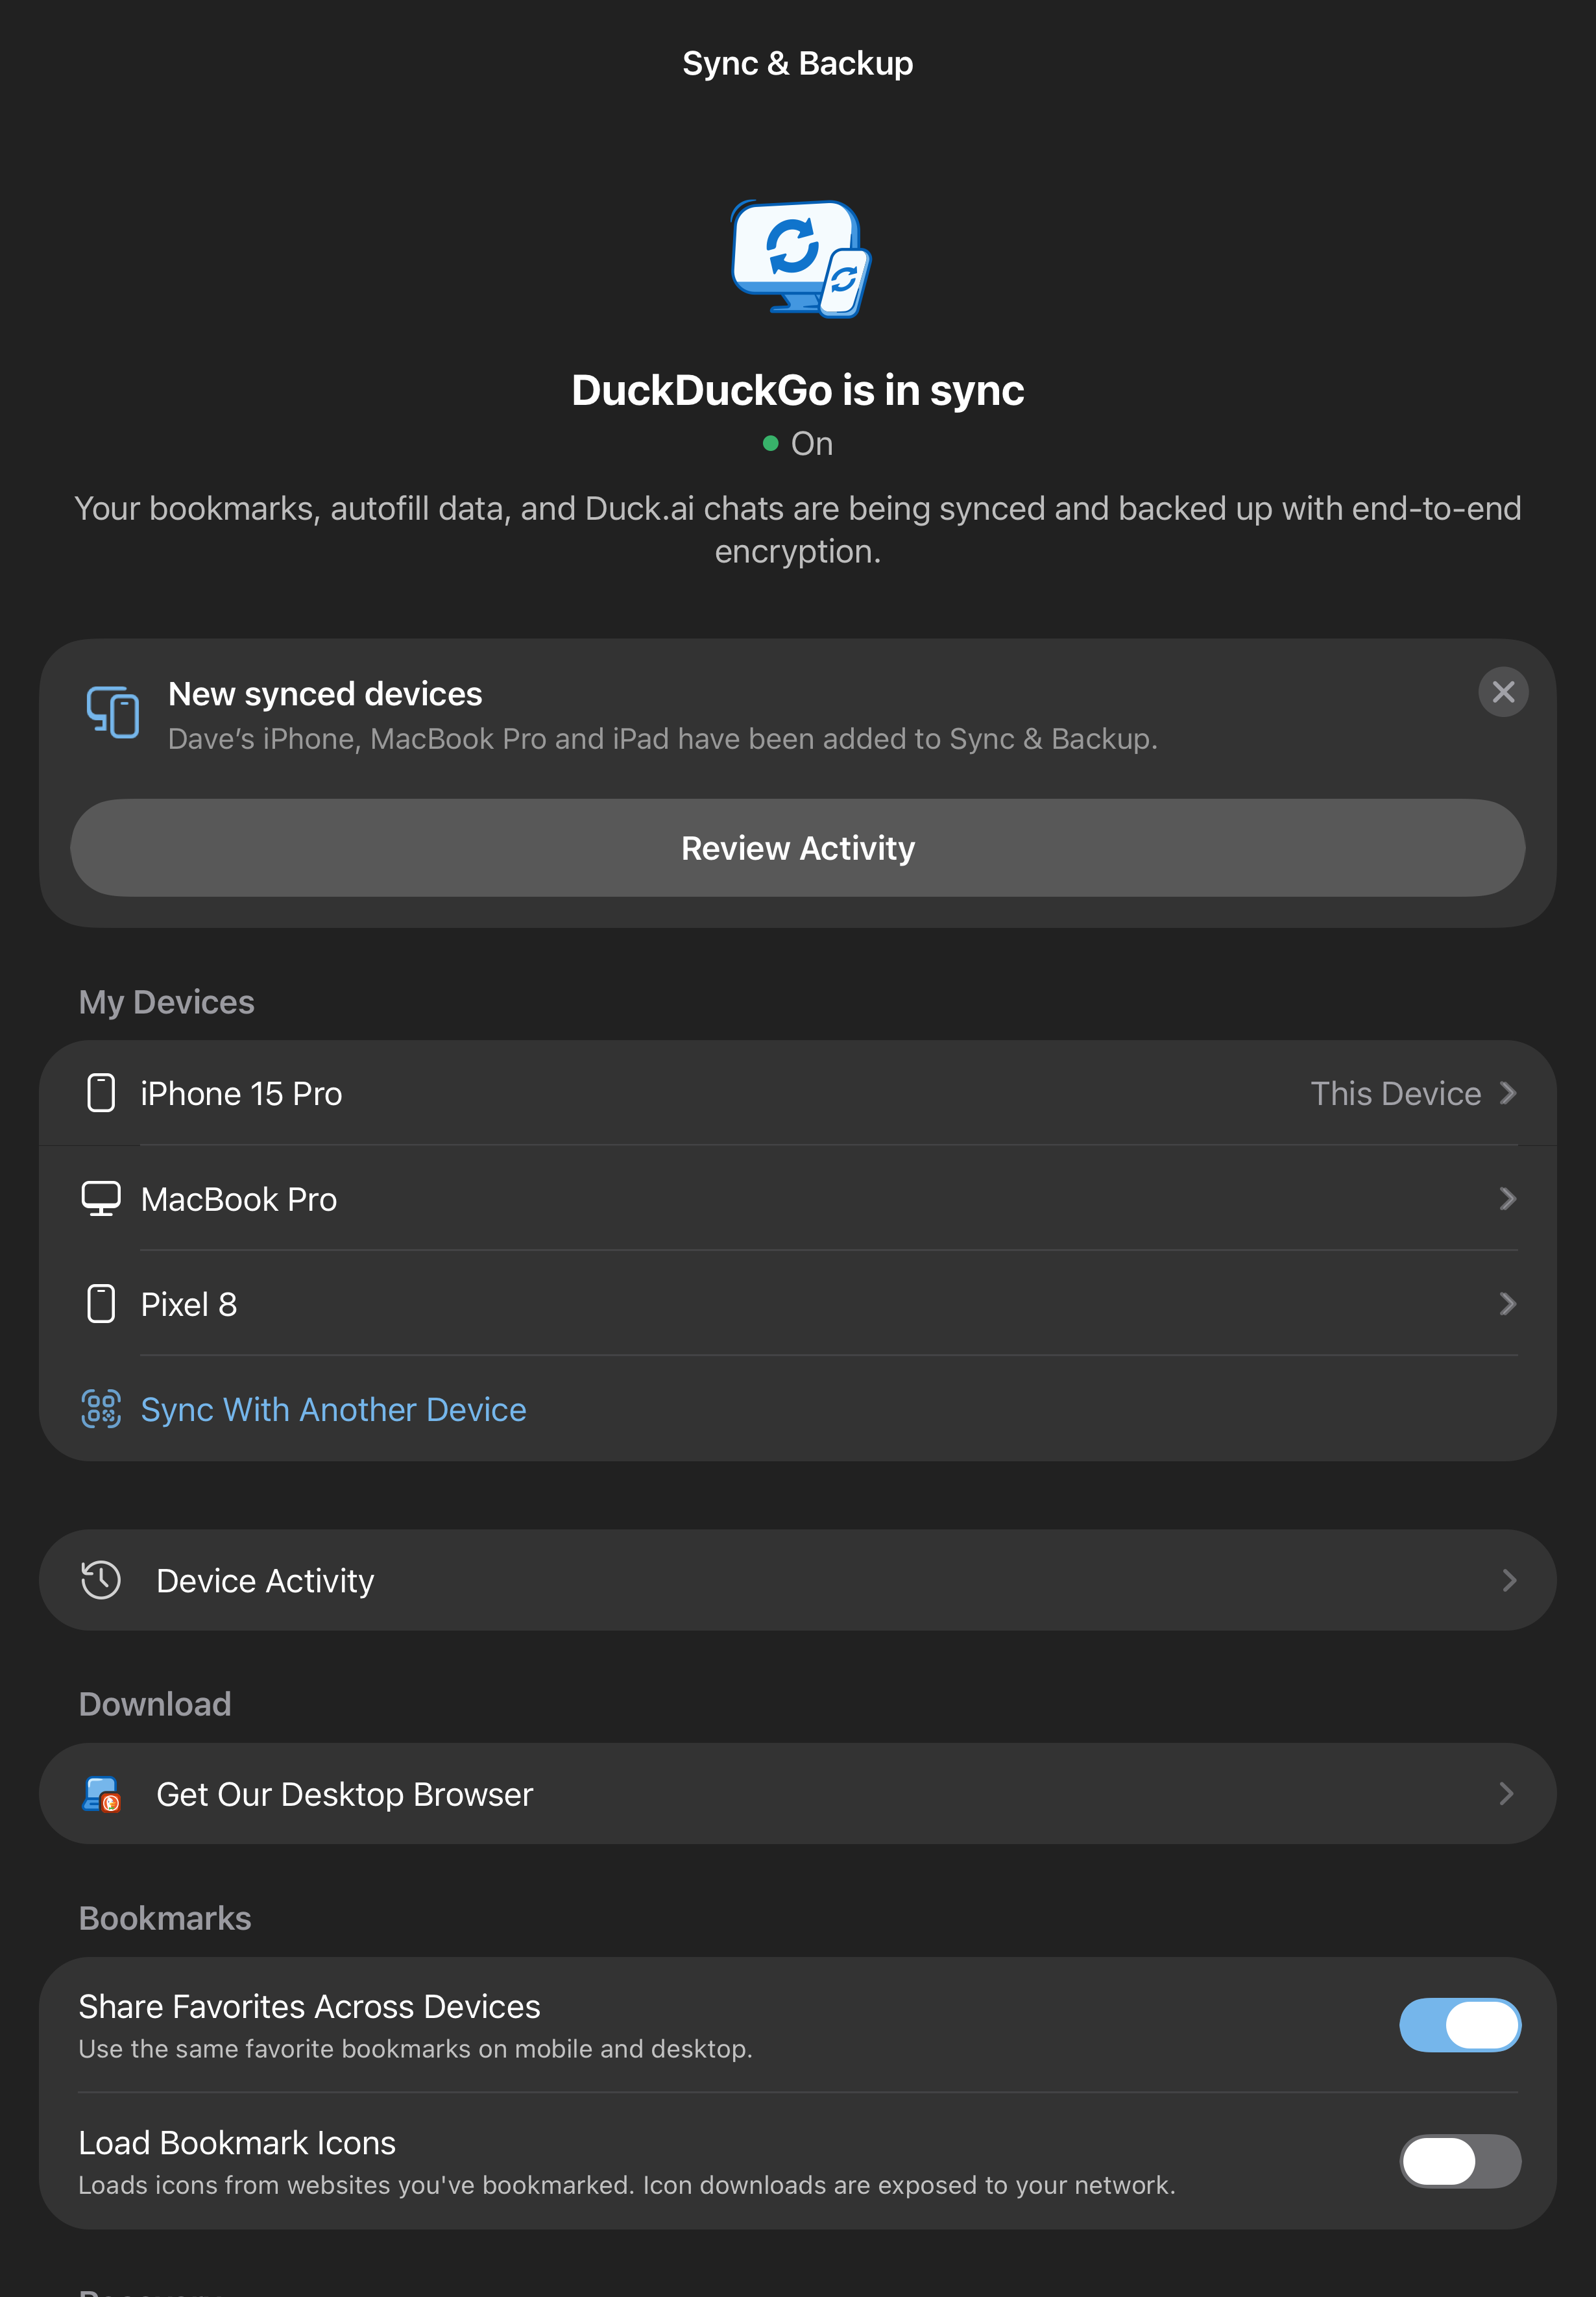 Sync & Backup
DuckDuckGo is in sync
On
Your bookmarks, autofill data, and Duck.ai chats are being synced and backed up with end-to-end
encryption.
New synced devices
Dave’s iPhone, MacBook Pro and iPad have been added to Sync & Backup.
Review Activity
My Devices
iPhone 15 Pro
This Device
MacBook Pro
Pixel 8
Sync With Another Device
Device Activity
Download
Get Our Desktop Browser
Bookmarks
Share Favorites Across Devices
Use the same favorite bookmarks on mobile and desktop.
Load Bookmark Icons
Loads icons from websites you've bookmarked. Icon downloads are exposed to your network.